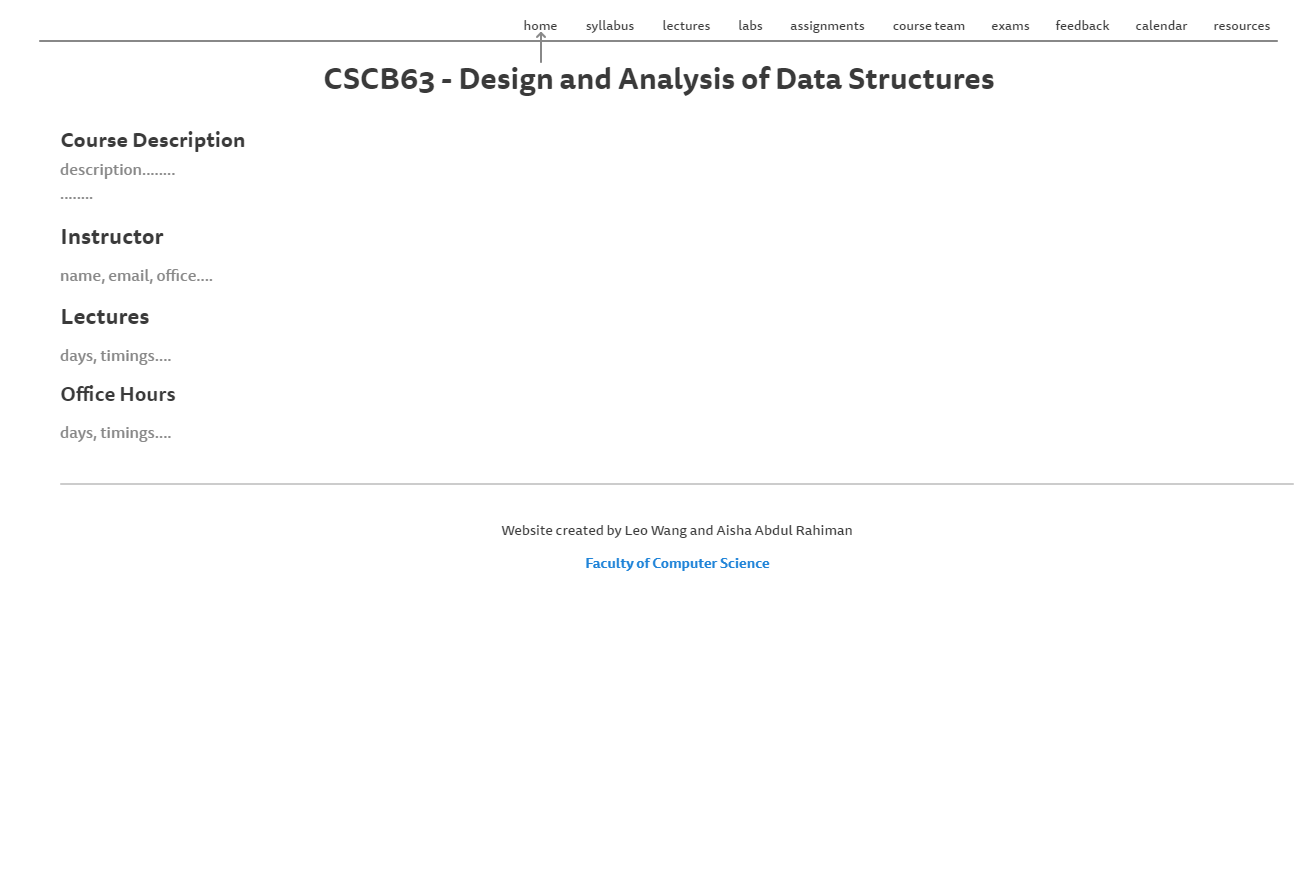 home syllabus lectures labs assignments course team exams feedback calendar resources
CSCB63 - Design and Analysis of Data Structures
Course Description
description........
........
Instructor
name, email, office....
Lectures
days, timings....
Office Hours
days, timings....
Website created by Leo Wang and Aisha Abdul Rahiman
Faculty of Computer Science